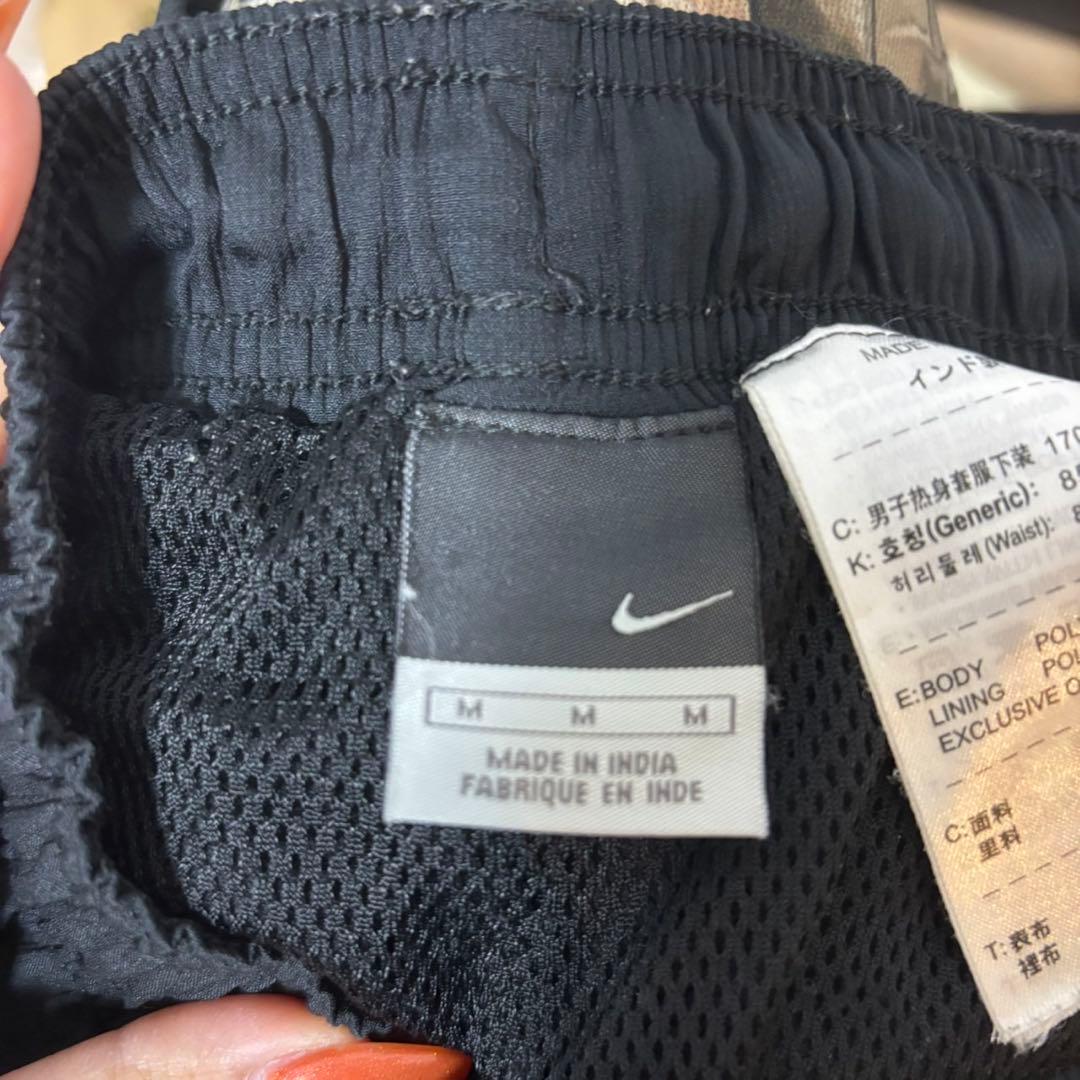 M M M
MADE IN INDIA
FABRIQUE EN INDE
MADE
インド
C: 男子热身套服下装 170
K: 호칭(Generic): 8
허리둘레(Waist): 8
E:BODY POL
LINING POL
EXCLUSIVE O
C:面料
里料
T:表布
裡布